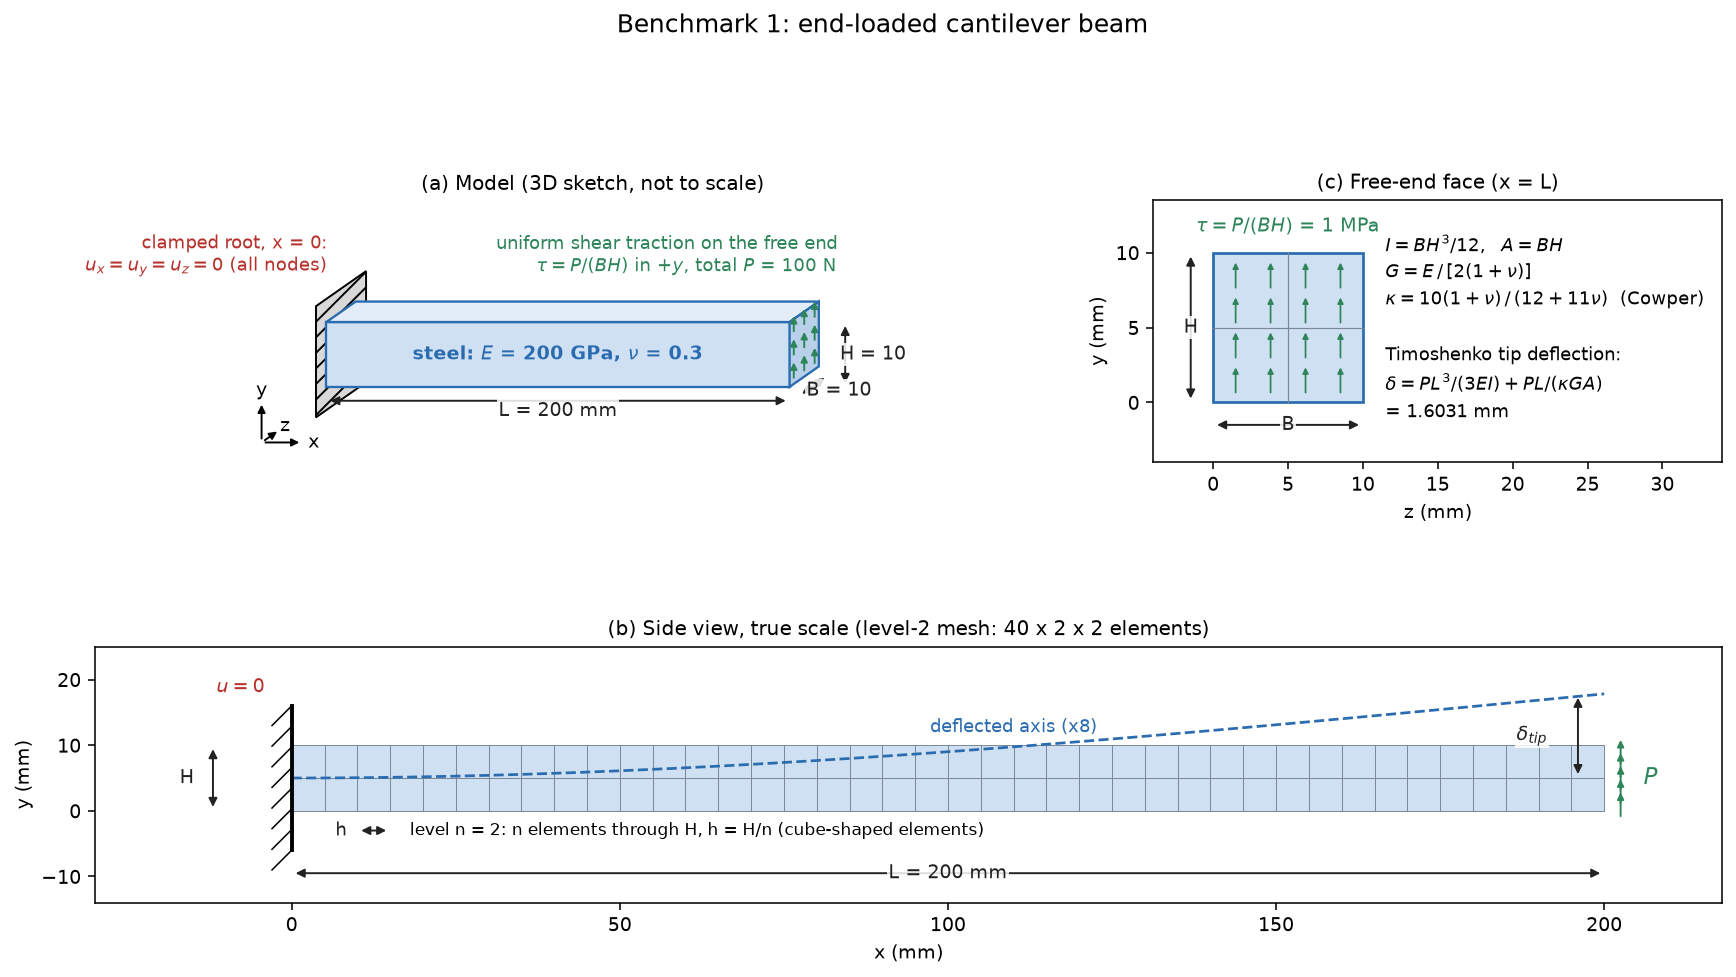 Benchmark 1: end-loaded cantilever beam
(a) Model (3D sketch, not to scale)
clamped root, x = 0:
u_x = u_y = u_z = 0 (all nodes)
uniform shear traction on the free end
τ = P/(BH) in +y, total P = 100 N
steel: E = 200 GPa, ν = 0.3
H = 10
B = 10
L = 200 mm
y
z
x
(c) Free-end face (x = L)
τ = P/(BH) = 1 MPa
I = BH³/12, A = BH
G = E/[2(1 + ν)]
κ = 10(1 + ν)/(12 + 11ν) (Cowper)
Timoshenko tip deflection:
δ = PL³/(3EI) + PL/(κGA)
= 1.6031 mm
H
B
10
5
0
y (mm)
0 5 10 15 20 25 30
z (mm)
(b) Side view, true scale (level-2 mesh: 40 x 2 x 2 elements)
u = 0
deflected axis (x8)
δ_tip
H
P
h
level n = 2: n elements through H, h = H/n (cube-shaped elements)
L = 200 mm
20
10
0
−10
y (mm)
0 50 100 150 200
x (mm)